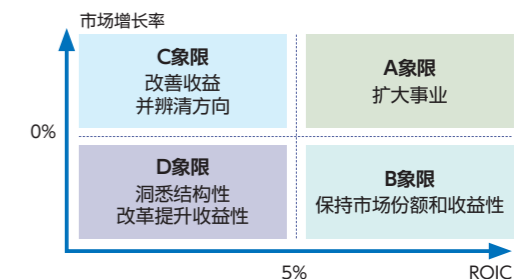 市场增长率
C象限
改善收益
并辨清方向
A象限
扩大事业
0%
D象限
洞悉结构性
改革提升收益性
B象限
保持市场份额和收益性
5%
ROIC